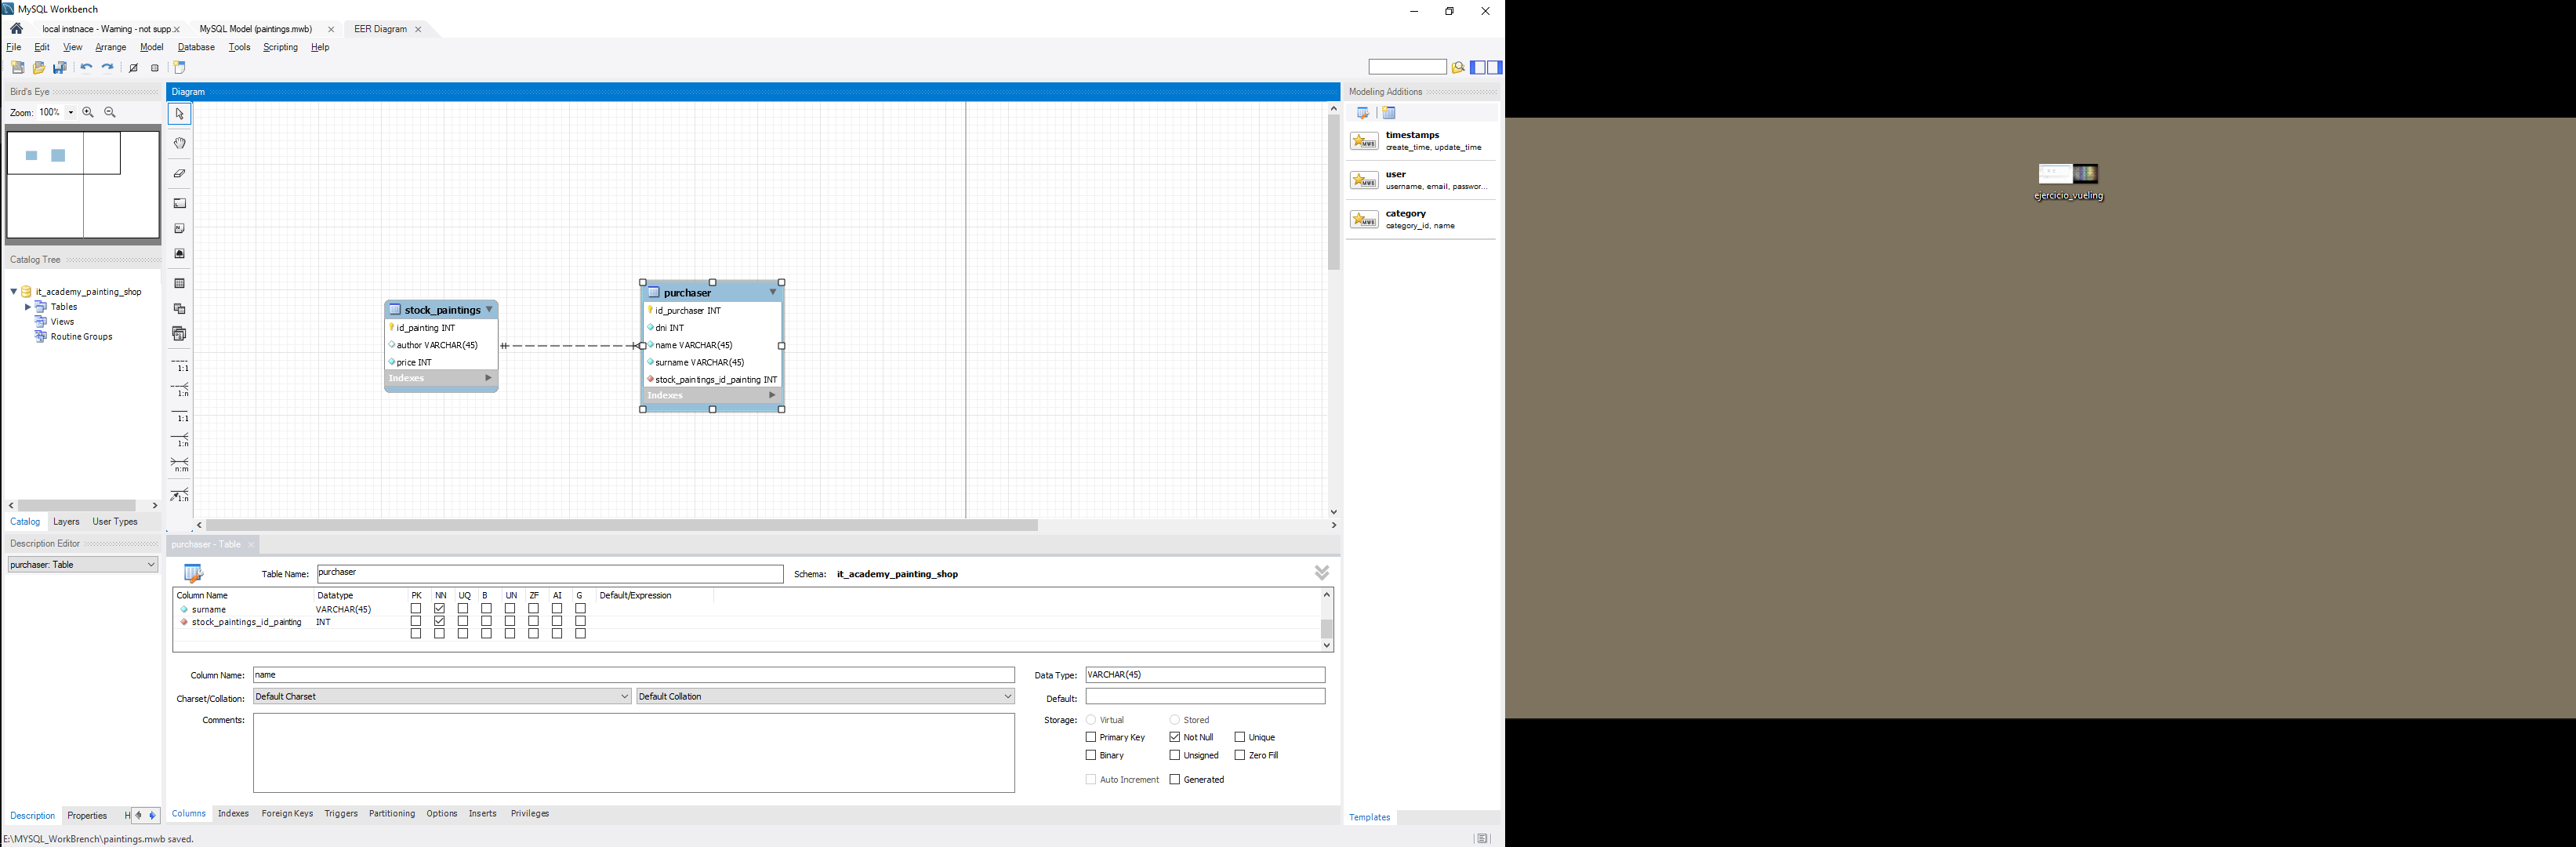 MySQL Workbench
local instnace - Warning - not supp.x
MySQL Model (paintings.mwb)
EER Diagram
File Edit View Arrange Model Database Tools Scripting Help
Bird's Eye
Zoom: 100%
Catalog Tree
it_academy_painting_shop
Tables
Views
Routine Groups
Catalog Layers User Types
Description Editor
purchaser: Table
Description Properties H
E:\MYSQL_WorkBrench\paintings.mwb saved.
Diagram
1:1
1:n
1:1
1:n
n:m
1:n
stock_paintings
id_painting INT
author VARCHAR(45)
price INT
Indexes
purchaser
id_purchaser INT
dni INT
name VARCHAR(45)
surname VARCHAR(45)
stock_paintings_id_painting INT
Indexes
purchaser - Table
Table Name: purchaser Schema: it_academy_painting_shop
Column Name Datatype PK NN UQ B UN ZF AI G Default/Expression
surname VARCHAR(45)
stock_paintings_id_painting INT
Column Name: name Data Type: VARCHAR(45)
Charset/Collation: Default Charset Default Collation Default:
Comments: Storage: Virtual Stored
Primary Key Not Null Unique
Binary Unsigned Zero Fill
Auto Increment Generated
Columns Indexes Foreign Keys Triggers Partitioning Options Inserts Privileges
Modeling Additions
timestamps
create_time, update_time
user
username, email, passwor...
category
category_id, name
Templates
ejercicio_vueling